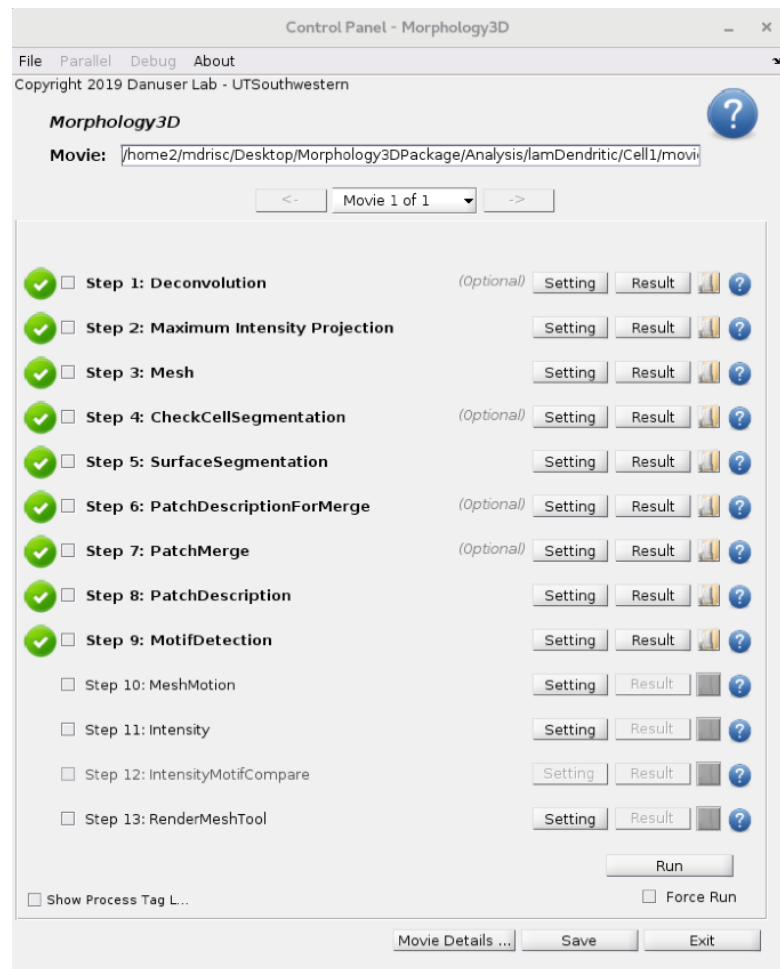 Control Panel - Morphology3D
File Parallel Debug About
Copyright 2019 Danuser Lab - UTSouthwestern
Morphology3D
Movie: /home2/mdrisc/Desktop/Morphology3DPackage/Analysis/lamDendritic/Cell1/movi
<- Movie 1 of 1 ->
Step 1: Deconvolution (Optional) Setting Result ?
Step 2: Maximum Intensity Projection Setting Result ?
Step 3: Mesh Setting Result ?
Step 4: CheckCellSegmentation (Optional) Setting Result ?
Step 5: SurfaceSegmentation Setting Result ?
Step 6: PatchDescriptionForMerge (Optional) Setting Result ?
Step 7: PatchMerge (Optional) Setting Result ?
Step 8: PatchDescription Setting Result ?
Step 9: MotifDetection Setting Result ?
Step 10: MeshMotion Setting Result ?
Step 11: Intensity Setting Result ?
Step 12: IntensityMotifCompare Setting Result ?
Step 13: RenderMeshTool Setting Result ?
Run
Show Process Tag L... Force Run
Movie Details ... Save Exit